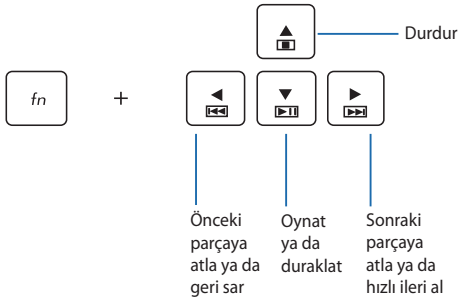 Durdur
fn
+
Önceki
parçaya
atla ya da
geri sar
Oynat
ya da
duraklat
Sonraki
parçaya
atla ya da
hızlı ileri al